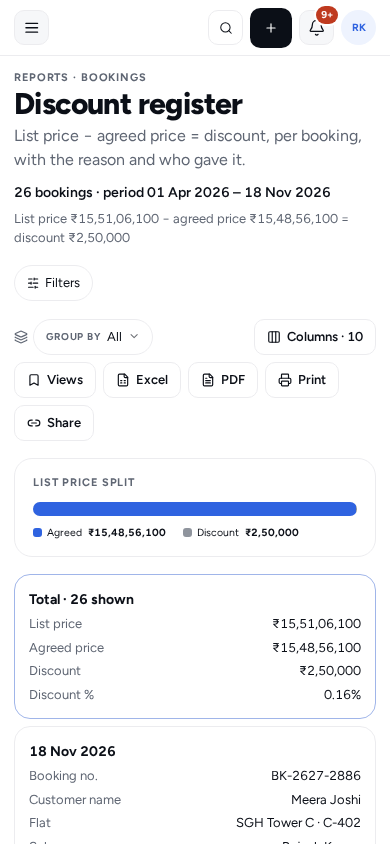 9+
RK
REPORTS · BOOKINGS
Discount register
List price − agreed price = discount, per booking,
with the reason and who gave it.
26 bookings · period 01 Apr 2026 – 18 Nov 2026
List price ₹15,51,06,100 − agreed price ₹15,48,56,100 =
discount ₹2,50,000
Filters
GROUP BY All
Columns · 10
Views
Excel
PDF
Print
Share
LIST PRICE SPLIT
Agreed ₹15,48,56,100 Discount ₹2,50,000
Total · 26 shown
List price ₹15,51,06,100
Agreed price ₹15,48,56,100
Discount ₹2,50,000
Discount % 0.16%
18 Nov 2026
Booking no. BK-2627-2886
Customer name Meera Joshi
Flat SGH Tower C · C-402